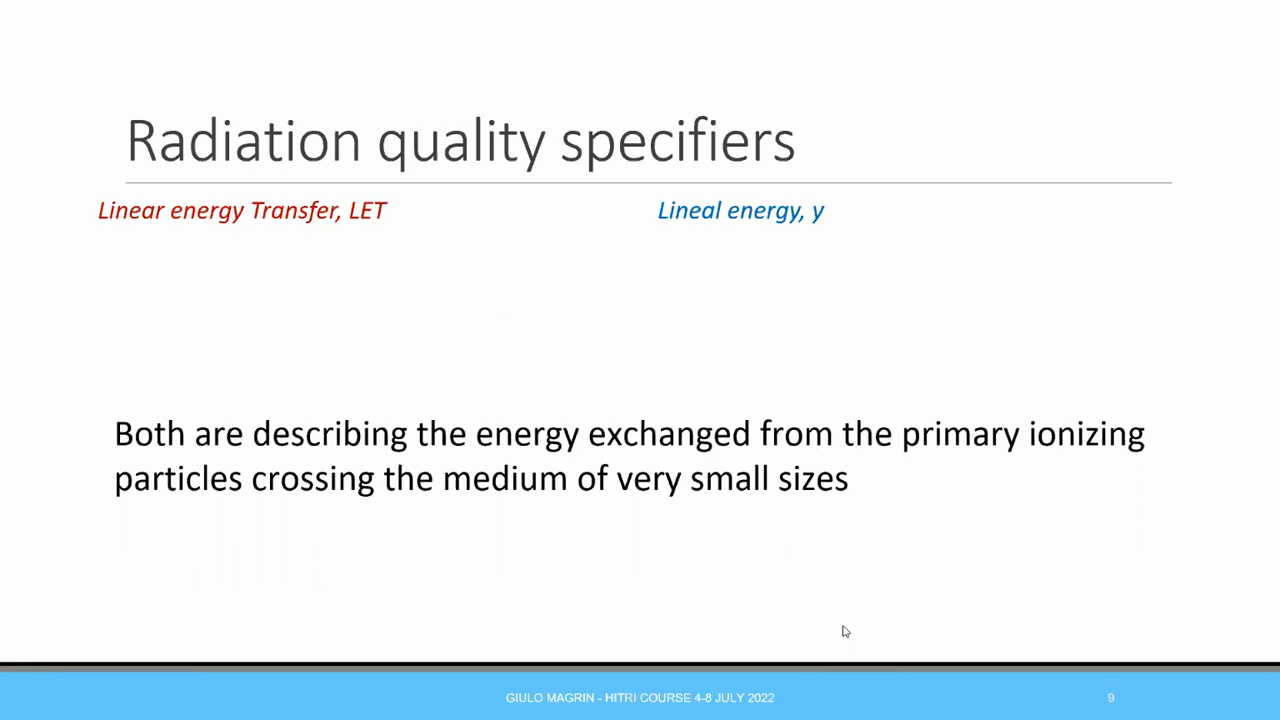 Radiation quality specifiers
Linear energy Transfer, LET
Lineal energy, y
Both are describing the energy exchanged from the primary ionizing
particles crossing the medium of very small sizes
GIULO MAGRIN - HITRI COURSE 4-8 JULY 2022
9